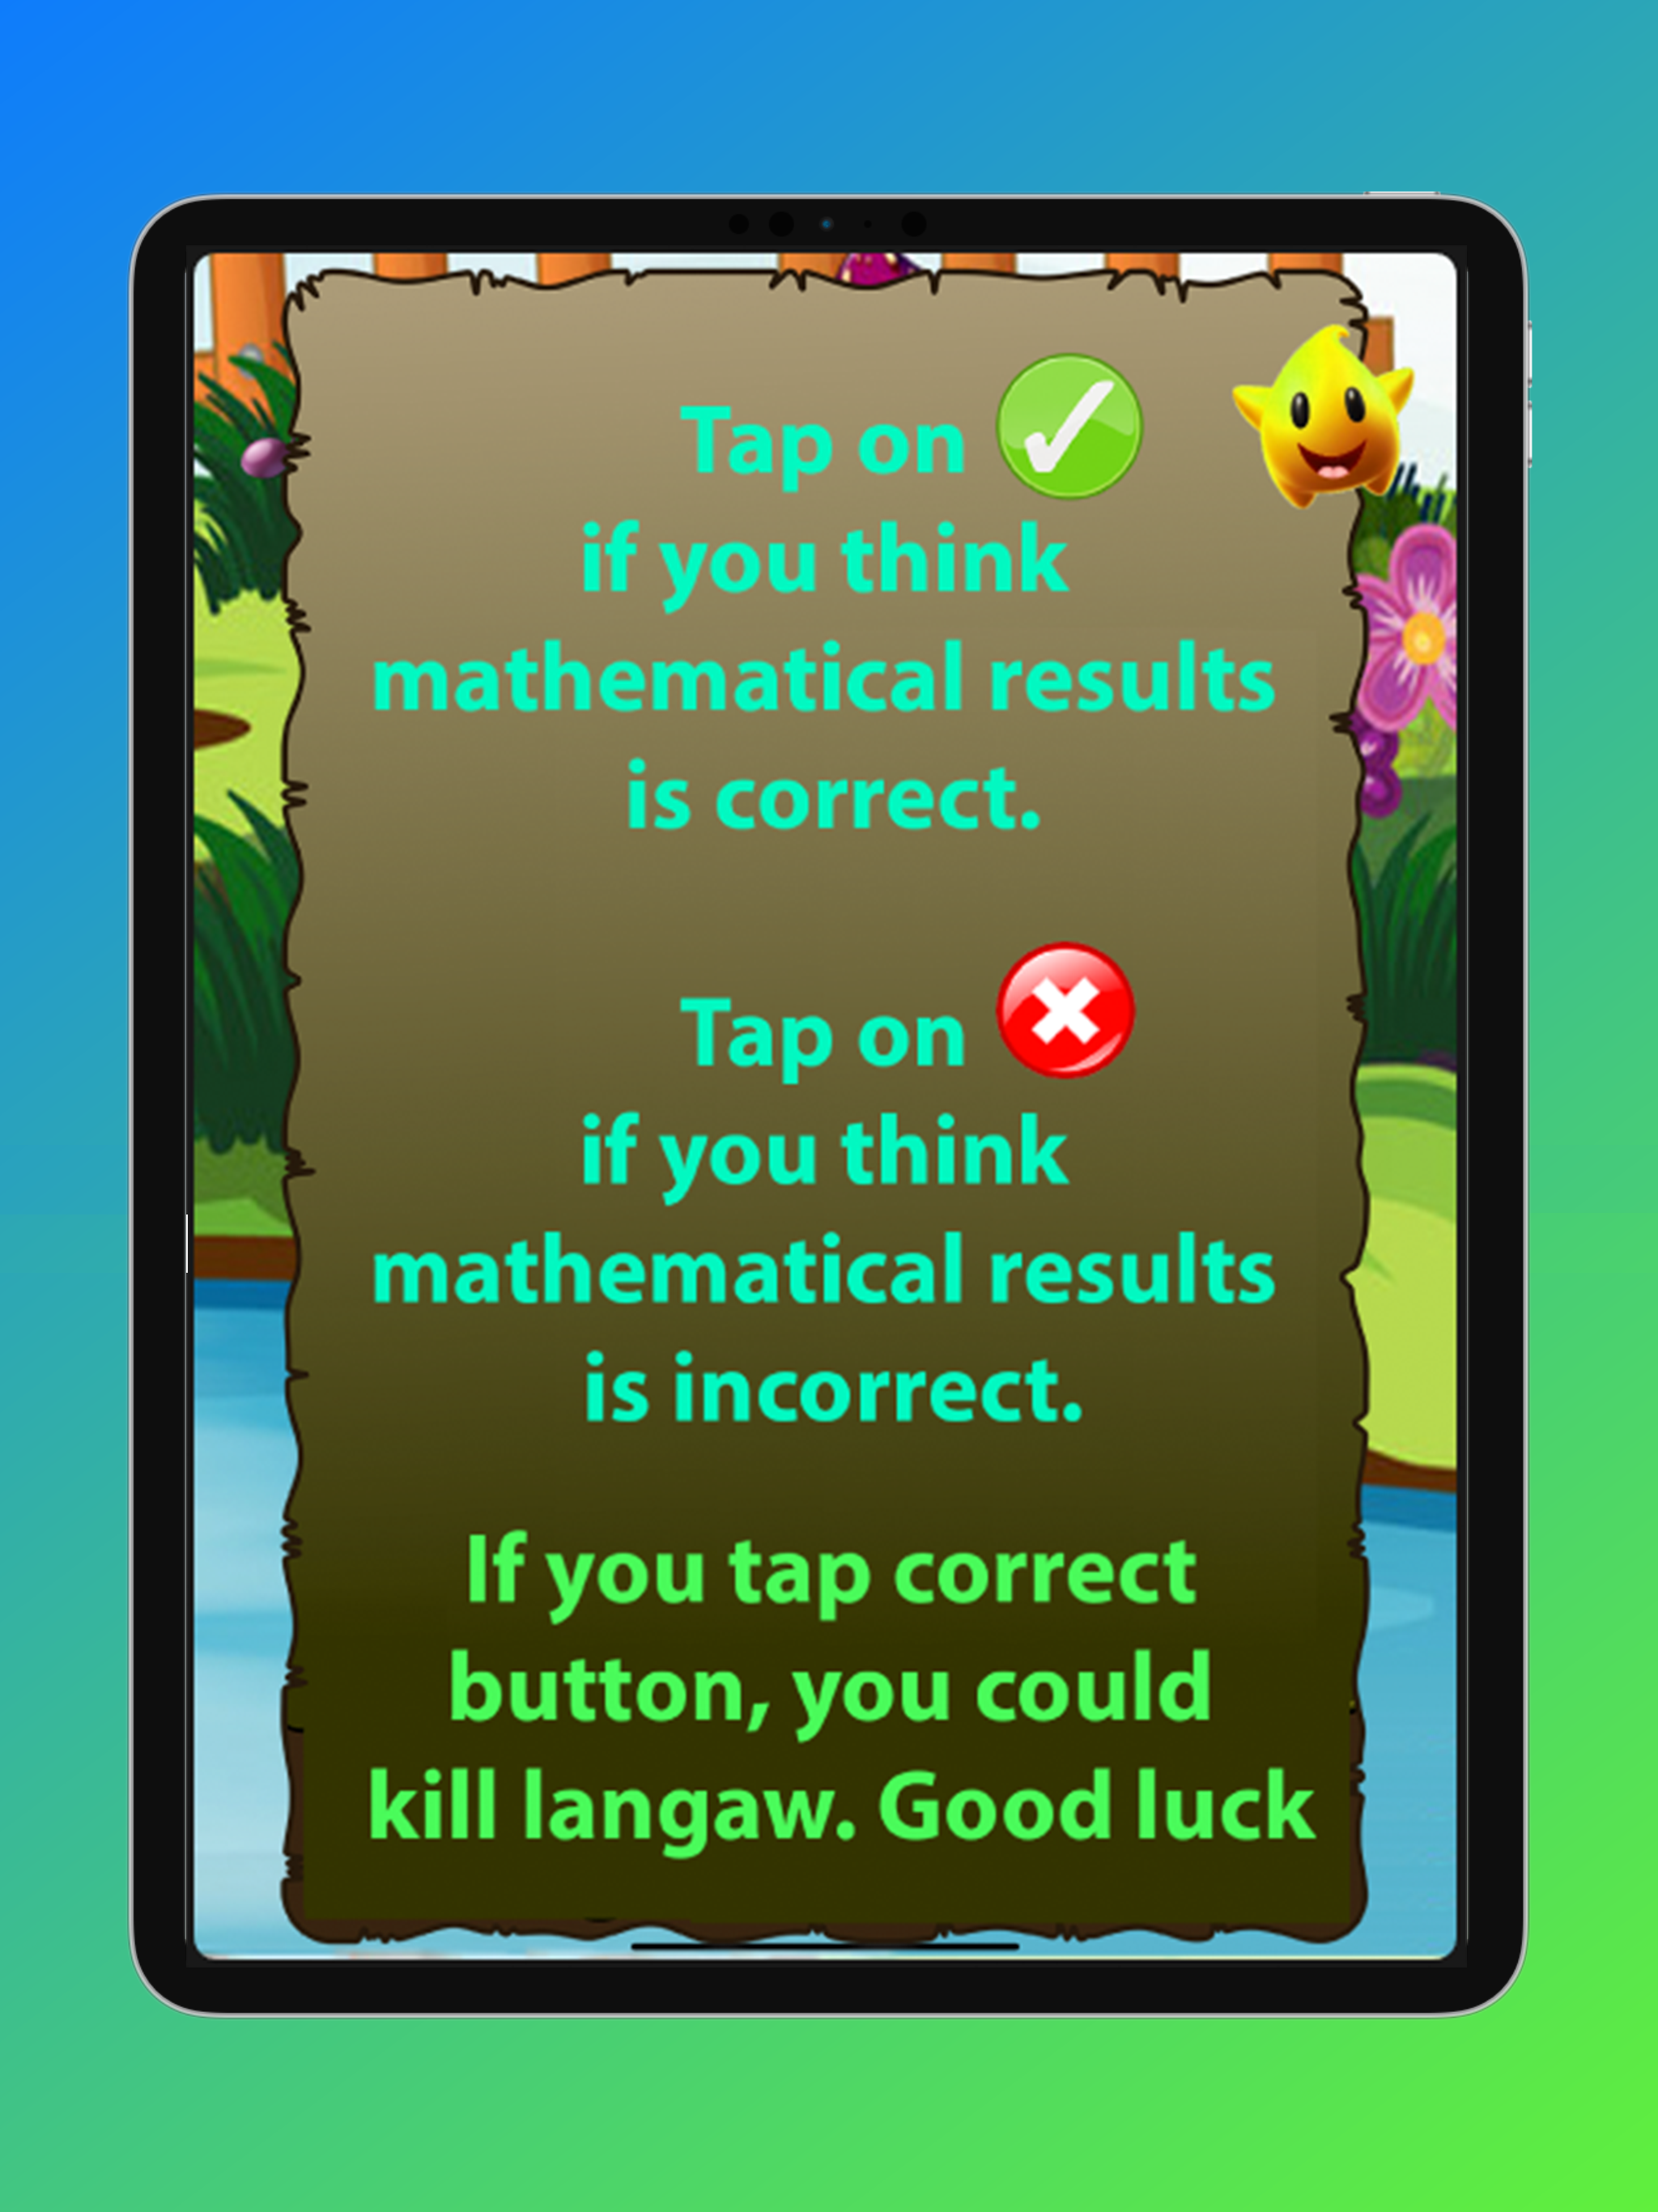 Tap on
if you think
mathematical results
is correct.
Tap on
if you think
mathematical results
is incorrect.
If you tap correct
button, you could
kill langaw. Good luck